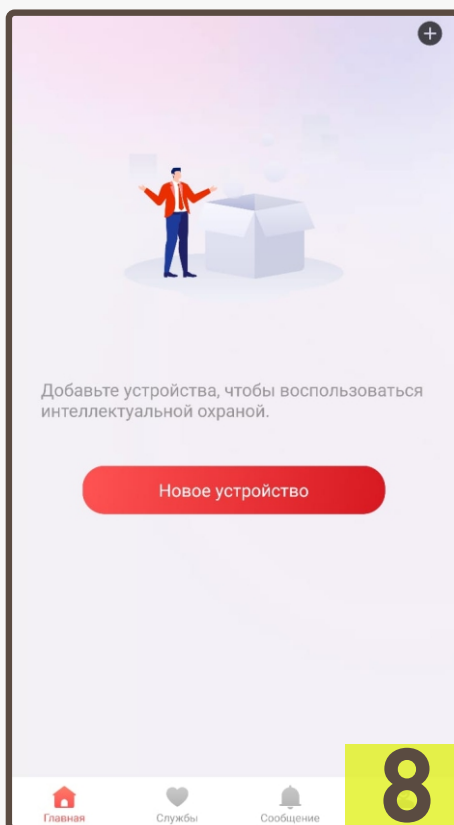 Добавьте устройства, чтобы воспользоваться
интеллектуальной охраной.
Новое устройство
Главная
Службы
Сообщение
8